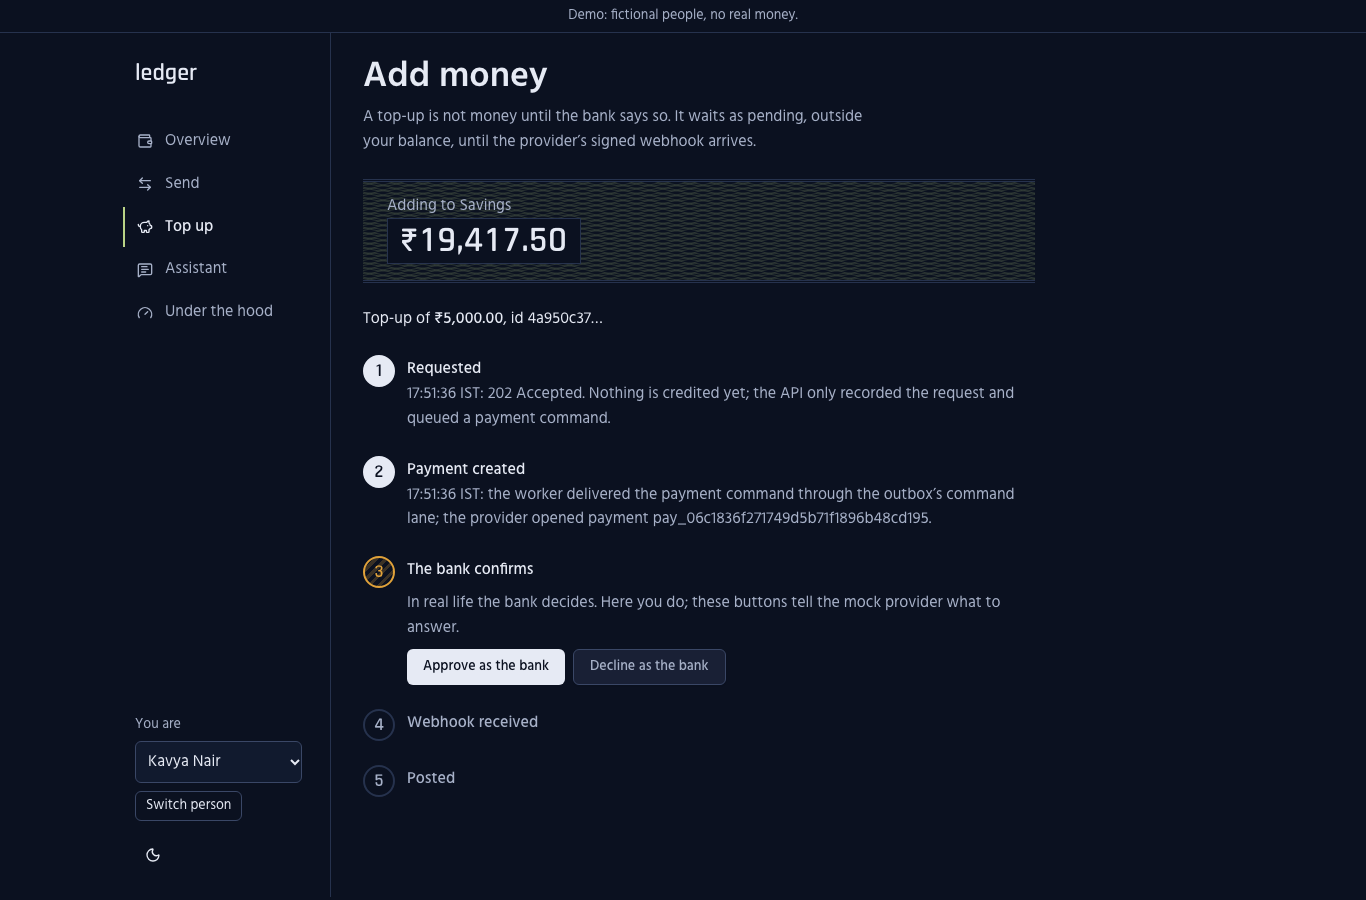 Demo: fictional people, no real money.
ledger
Overview
Send
Top up
Assistant
Under the hood
You are
Kavya Nair
Switch person
Add money
A top-up is not money until the bank says so. It waits as pending, outside
your balance, until the provider’s signed webhook arrives.
Adding to Savings
₹19,417.50
Top-up of ₹5,000.00, id 4a950c37…
1
Requested
17:51:36 IST: 202 Accepted. Nothing is credited yet; the API only recorded the request and
queued a payment command.
2
Payment created
17:51:36 IST: the worker delivered the payment command through the outbox’s command
lane; the provider opened payment pay_06c1836f271749d5b71f1896b48cd195.
3
The bank confirms
In real life the bank decides. Here you do; these buttons tell the mock provider what to
answer.
Approve as the bank
Decline as the bank
4
Webhook received
5
Posted